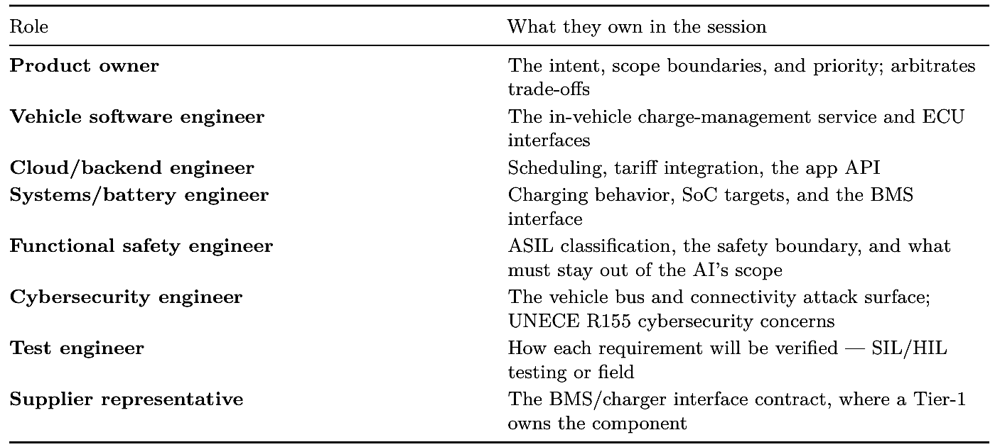 Role What they own in the session
Product owner The intent, scope boundaries, and priority; arbitrates
trade-offs
Vehicle software engineer The in-vehicle charge-management service and ECU
interfaces
Cloud/backend engineer Scheduling, tariff integration, the app API
Systems/battery engineer Charging behavior, SoC targets, and the BMS
interface
Functional safety engineer ASIL classification, the safety boundary, and what
must stay out of the AI’s scope
Cybersecurity engineer The vehicle bus and connectivity attack surface;
UNECE R155 cybersecurity concerns
Test engineer How each requirement will be verified — SIL/HIL
testing or field
Supplier representative The BMS/charger interface contract, where a Tier-1
owns the component